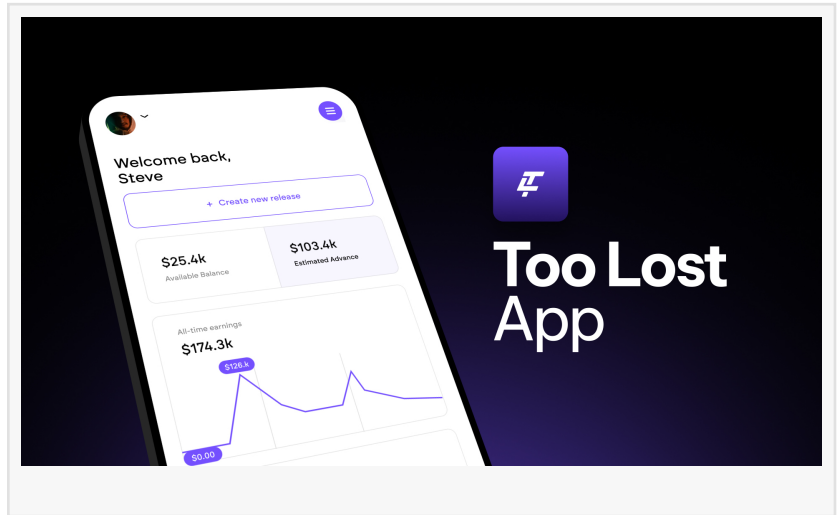 Welcome back,
Steve
+ Create new release
$25.4k
Available Balance
$103.4k
Estimated Advance
All-time earnings
$174.3k
$126.k
$0.00
Too Lost
App